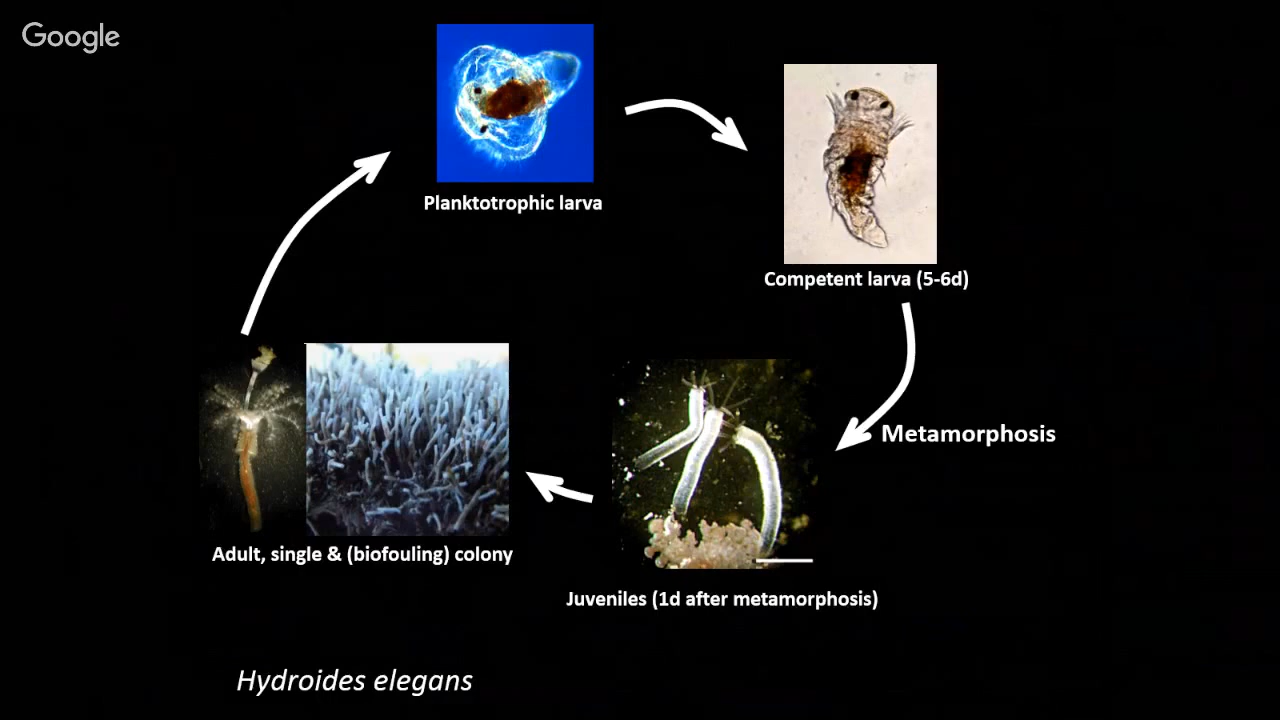 Google
Planktotrophic larva
Competent larva (5-6d)
Metamorphosis
Adult, single & (biofouling) colony
Juveniles (1d after metamorphosis)
Hydroides elegans